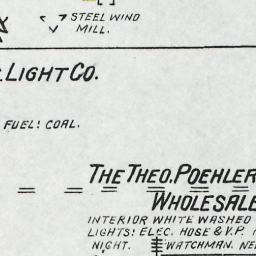 STEEL WIND
MILL.
LIGHT CO.
FUEL: COAL.
THE THEO. POEHLER
WHOLESALE
INTERIOR WHITE WASHED
LIGHTS: ELEC. HOSE & V.P.
NIGHT. WATCHMAN.